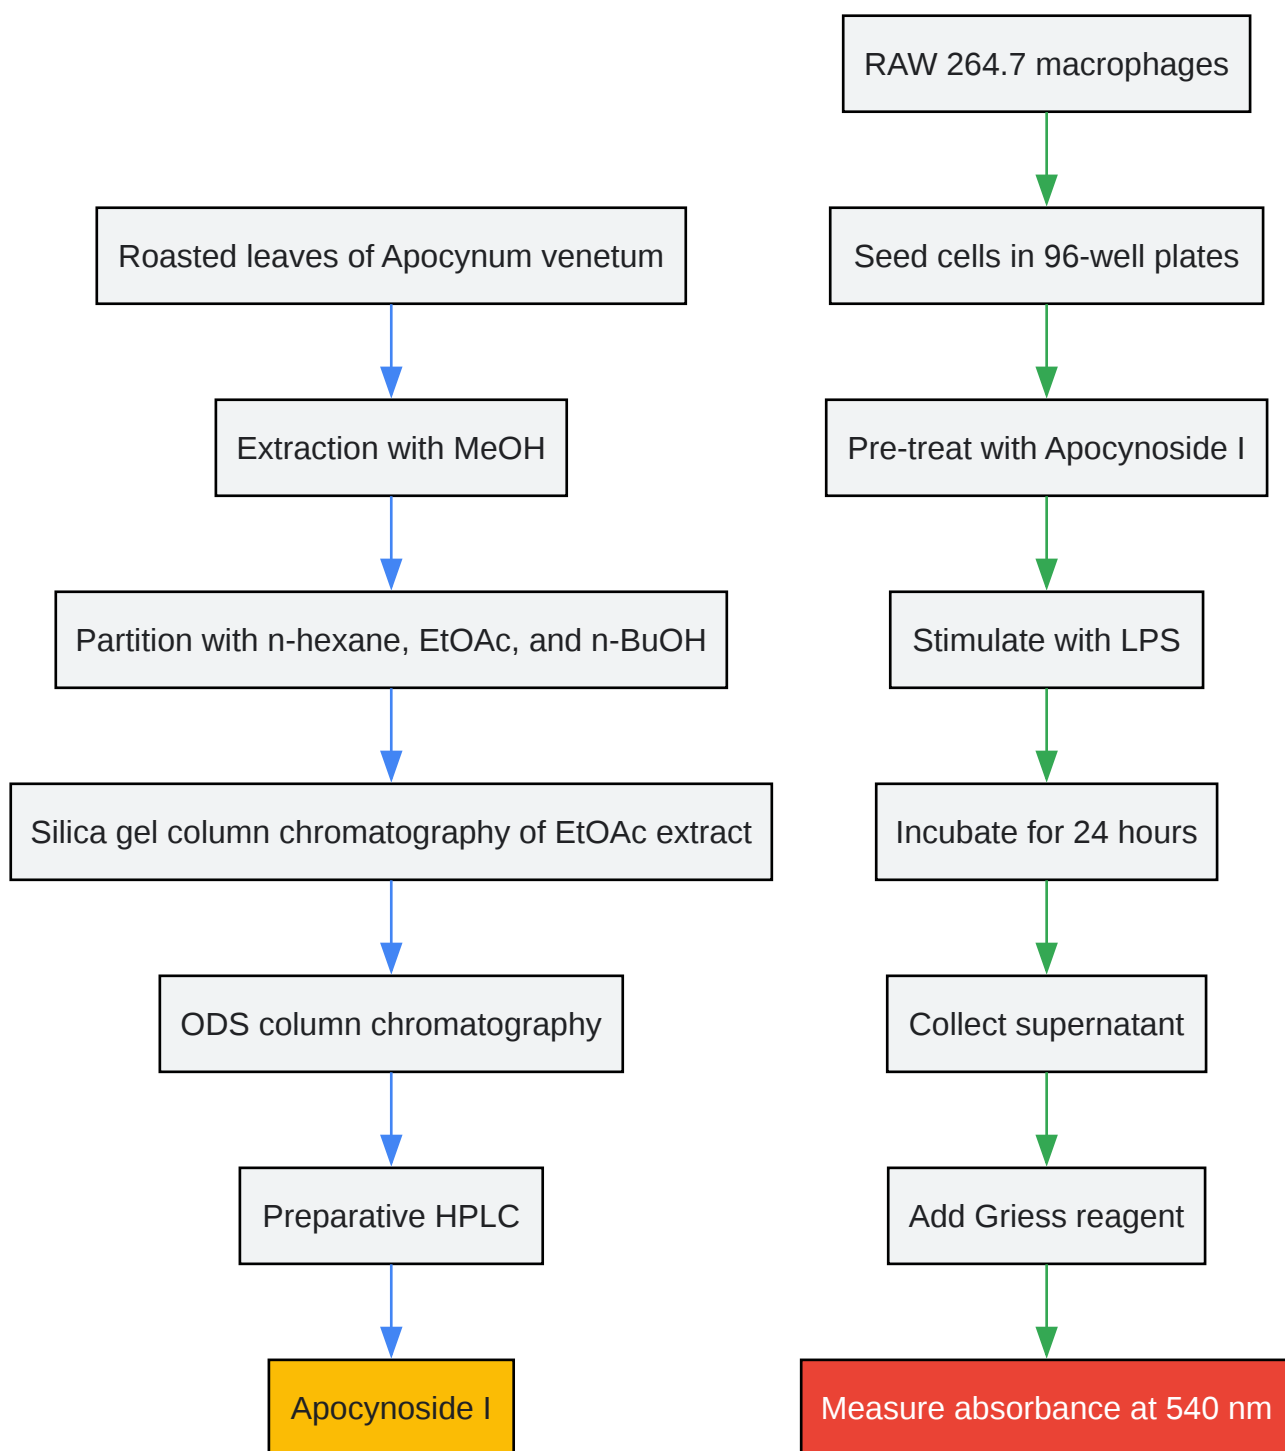 RAW 264.7 macrophages
Roasted leaves of Apocynum venetum
Seed cells in 96-well plates
Extraction with MeOH
Pre-treat with Apocynoside I
Partition with n-hexane, EtOAc, and n-BuOH
Stimulate with LPS
Silica gel column chromatography of EtOAc extract
Incubate for 24 hours
ODS column chromatography
Collect supernatant
Preparative HPLC
Add Griess reagent
Apocynoside I
Measure absorbance at 540 nm